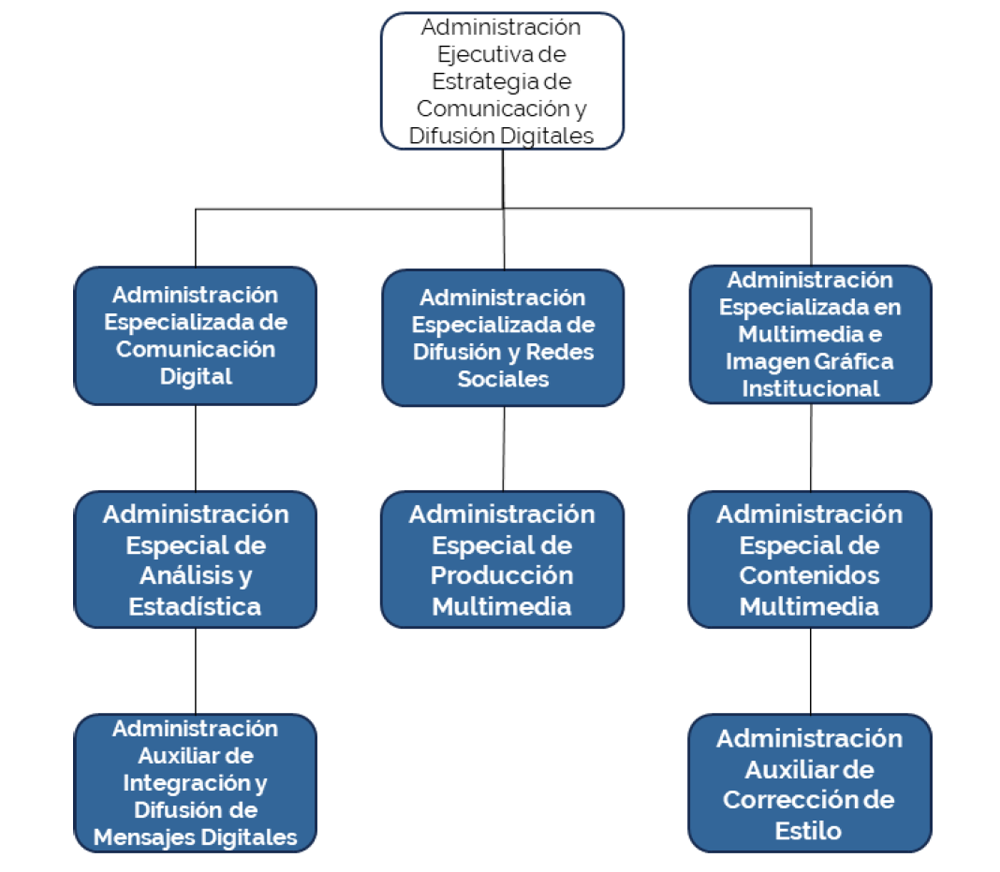 Administración
Ejecutiva de
Estrategia de
Comunicación y
Difusión Digitales
Administración
Especializada de
Comunicación
Digital
Administración
Especializada de
Difusión y Redes
Sociales
Administración
Especializada en
Multimedia e
Imagen Gráfica
Institucional
Administración
Especial de
Análisis y
Estadística
Administración
Especial de
Producción
Multimedia
Administración
Especial de
Contenidos
Multimedia
Administración
Auxiliar de
Integración y
Difusión de
Mensajes Digitales
Administración
Auxiliar de
Corrección de
Estilo